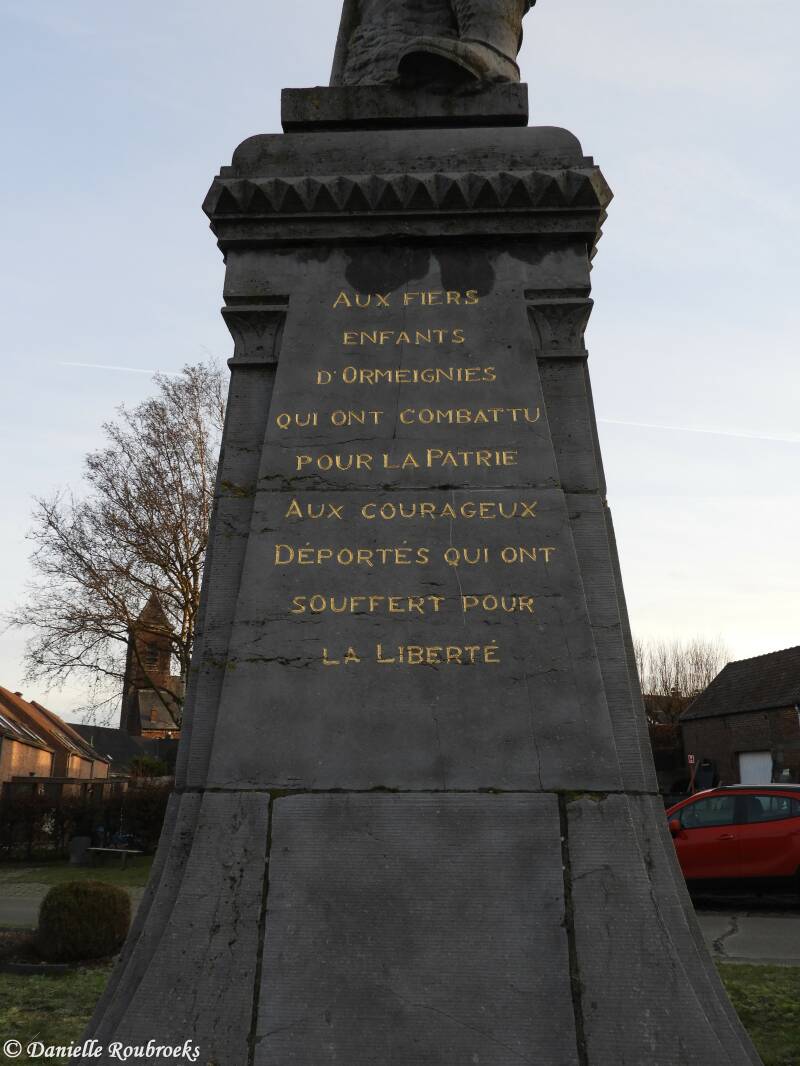 Aux fiers
enfants
d'Ormeignies
qui ont combattu
pour la Patrie
Aux courageux
Déportés qui ont
souffert pour
la Liberté
© Danielle Roubroeks